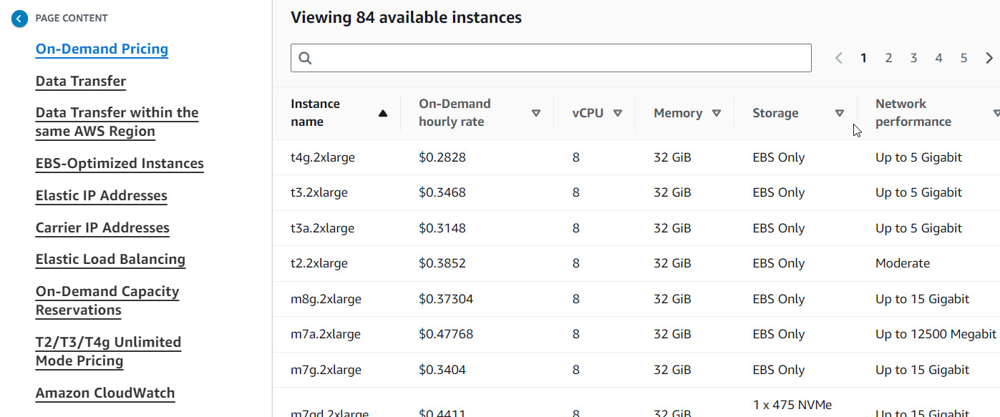 PAGE CONTENT
On-Demand Pricing
Data Transfer
Data Transfer within the
same AWS Region
EBS-Optimized Instances
Elastic IP Addresses
Carrier IP Addresses
Elastic Load Balancing
On-Demand Capacity
Reservations
T2/T3/T4g Unlimited
Mode Pricing
Amazon CloudWatch
Viewing 84 available instances
1 2 3 4 5
Instance name On-Demand hourly rate vCPU Memory Storage Network performance
t4g.2xlarge $0.2828 8 32 GiB EBS Only Up to 5 Gigabit
t3.2xlarge $0.3468 8 32 GiB EBS Only Up to 5 Gigabit
t3a.2xlarge $0.3148 8 32 GiB EBS Only Up to 5 Gigabit
t2.2xlarge $0.3852 8 32 GiB EBS Only Moderate
m8g.2xlarge $0.37304 8 32 GiB EBS Only Up to 15 Gigabit
m7a.2xlarge $0.47768 8 32 GiB EBS Only Up to 12500 Megabit
m7g.2xlarge $0.3404 8 32 GiB EBS Only Up to 15 Gigabit
m7gd.2xlarge $0.4411 8 32 GiB 1 x 475 NVMe Up to 15 Gigabit